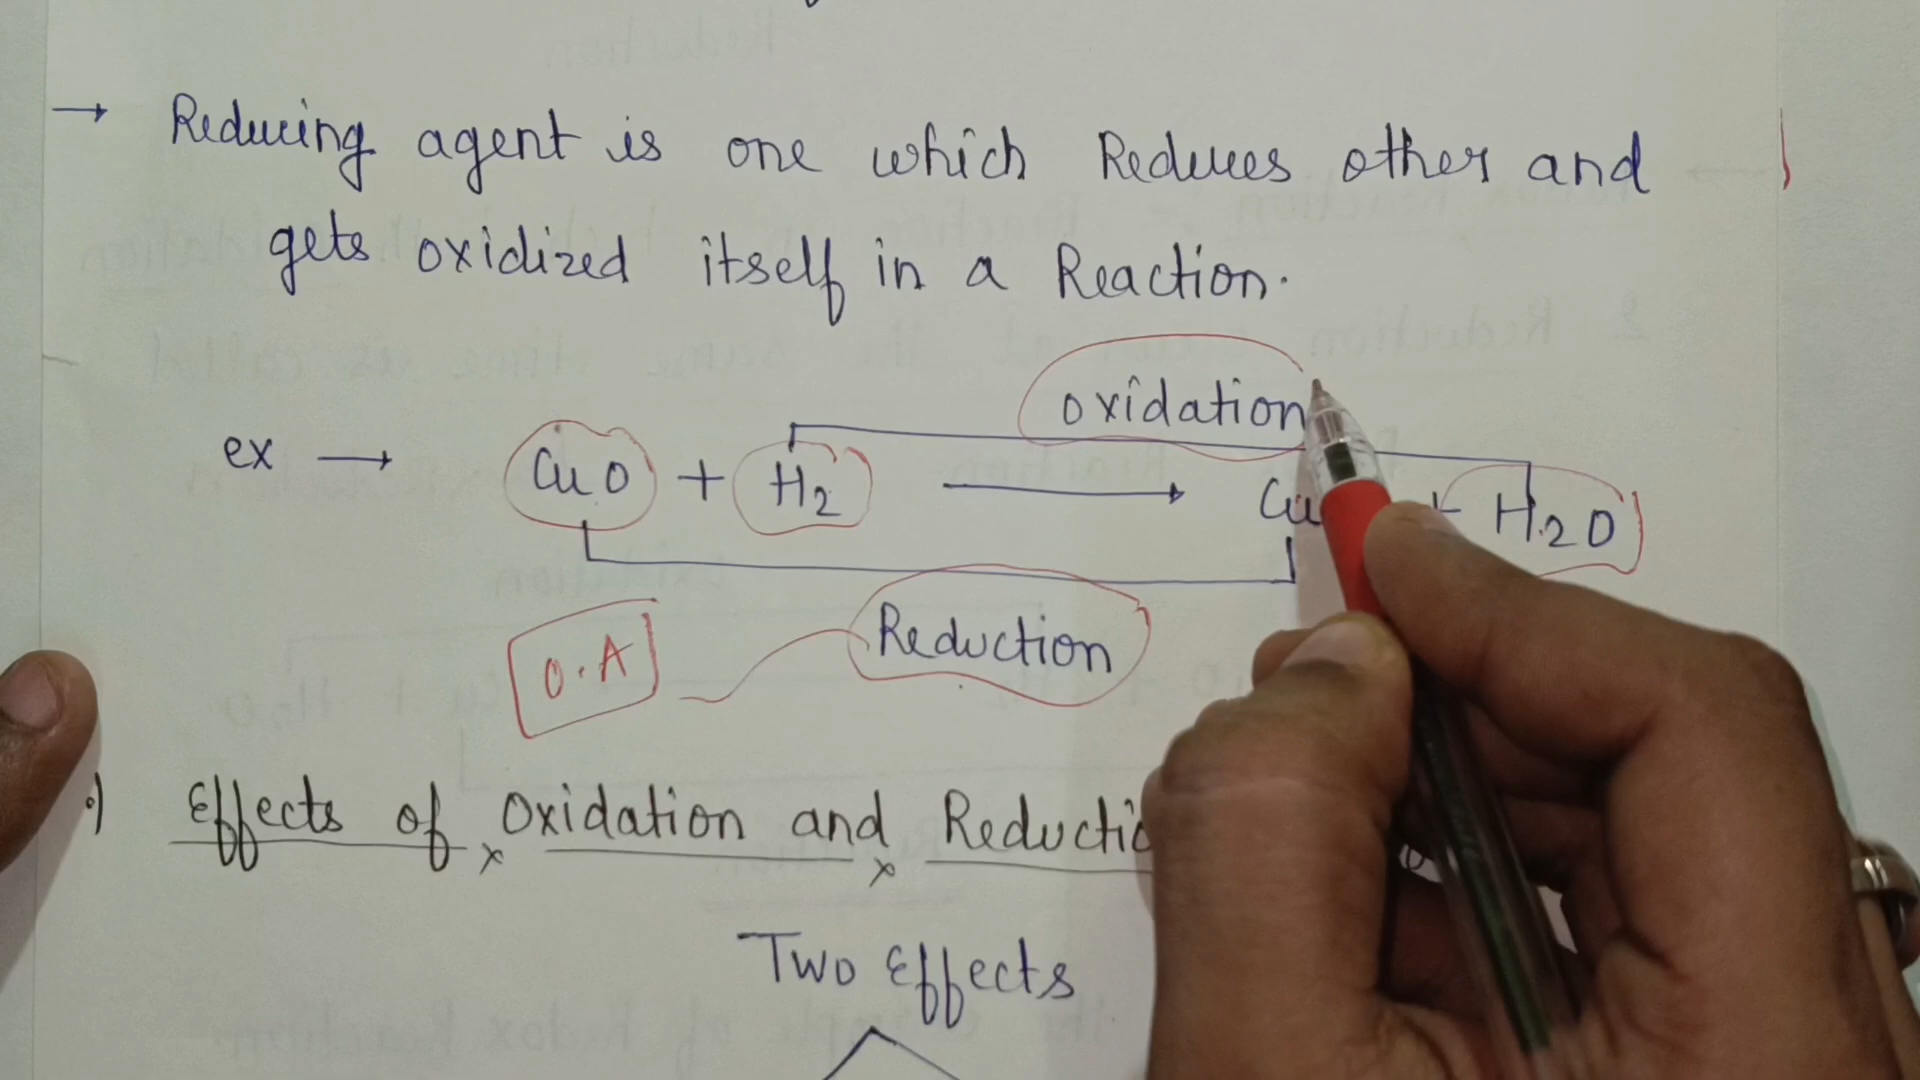 → Reducing agent is one which Reduces other and
gets oxidized itself in a Reaction.
oxidation
ex → CuO + H2 → Cu + H2O
O.A Reduction
Effects of Oxidation and
Two Effects